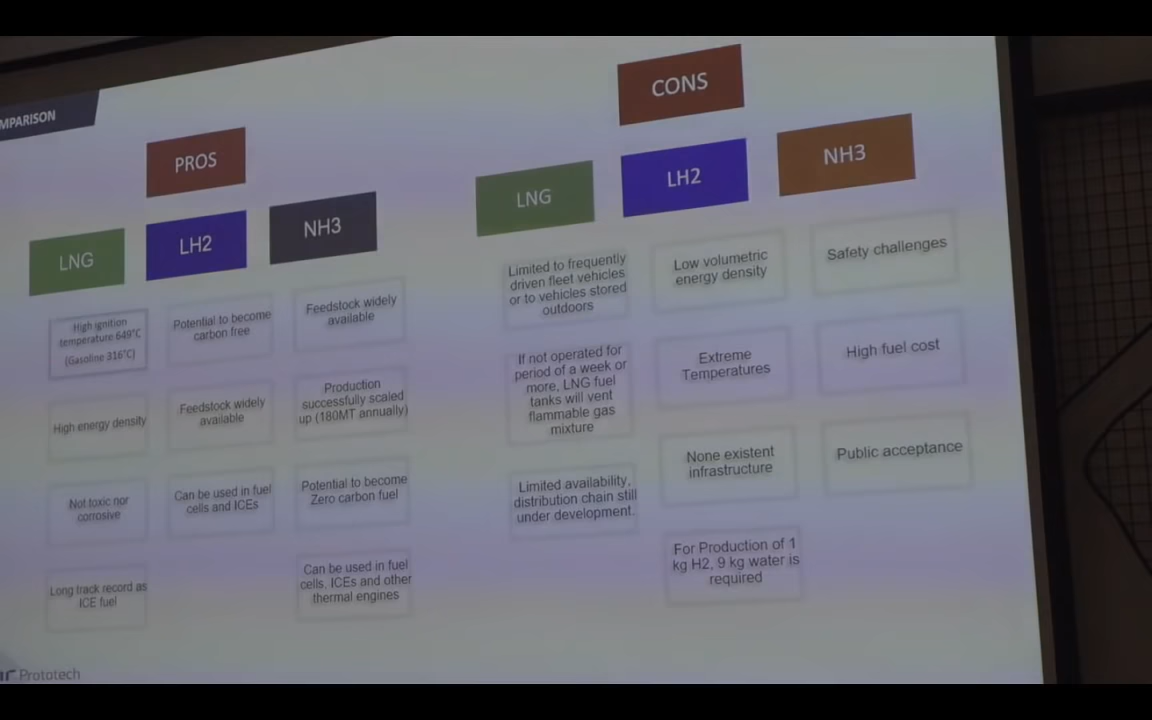 MPARISON
PROS
LNG
LH2
NH3
High ignition
temperature 649°C
(Gasoline 316°C)
High energy density
Not toxic nor
corrosive
Long track record as
ICE fuel
Potential to become
carbon free
Feedstock widely
available
Can be used in fuel
cells and ICEs
Feedstock widely
available
Production
successfully scaled
up (180MT annually)
Potential to become
Zero carbon fuel
Can be used in fuel
cells, ICEs and other
thermal engines
CONS
LNG
LH2
NH3
Limited to frequently
driven fleet vehicles
or to vehicles stored
outdoors
If not operated for
period of a week or
more, LNG fuel
tanks will vent
flammable gas
mixture
Limited availability,
distribution chain still
under development.
Low volumetric
energy density
Extreme
Temperatures
None existent
infrastructure
For Production of 1
kg H2, 9 kg water is
required
Safety challenges
High fuel cost
Public acceptance
Prototech